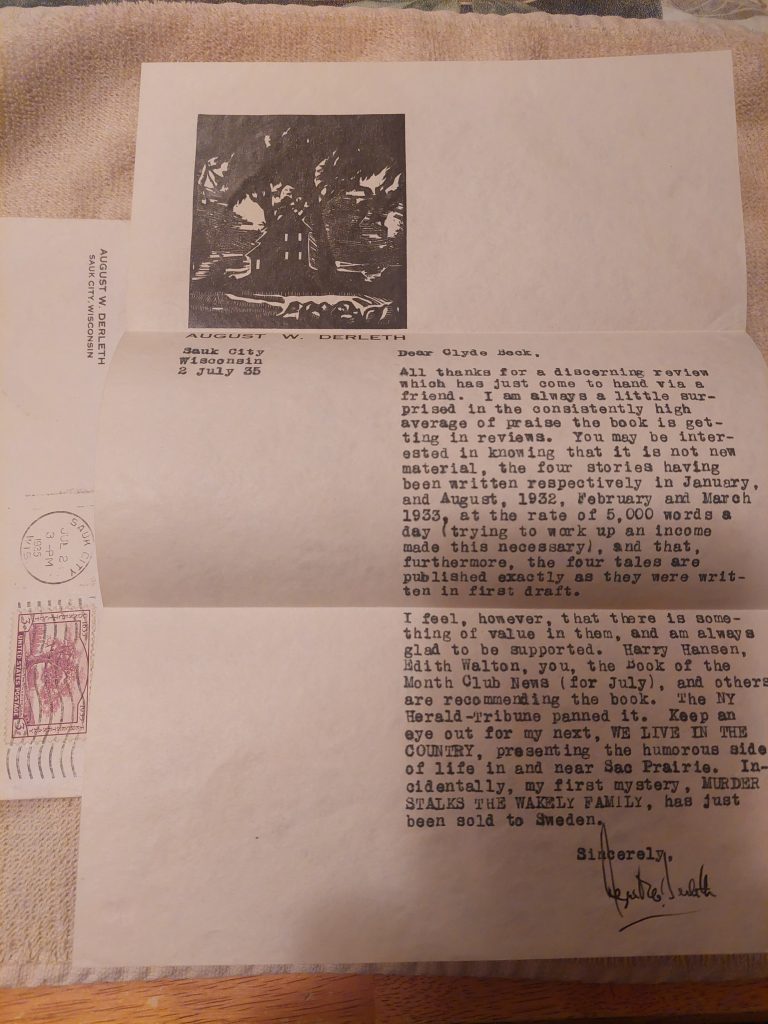 AUGUST W. DERLETH
SAUK CITY, WISCONSIN
SAUK CITY
JUL 2
3-PM
1935
WIS.
UNITED STATES POSTAGE
3¢
AUGUST W. DERLETH
Sauk City
Wisconsin
2 July 35
Dear Clyde Beck,
All thanks for a discerning review
which has just come to hand via a
friend. I am always a little sur-
prised in the consistently high
average of praise the book is get-
ting in reviews. You may be inter-
ested in knowing that it is not new
material, the four stories having
been written respectively in January,
and August, 1932, February and March
1933, at the rate of 5,000 words a
day (trying to work up an income
made this necessary), and that,
furthermore, the four tales are
published exactly as they were writ-
ten in first draft.
I feel, however, that there is some-
thing of value in them, and am always
glad to be supported. Harry Hansen,
Edith Walton, you, the Book of the
Month Club News (for July), and others
are recommending the book. The NY
Herald-Tribune panned it. Keep an
eye out for my next, WE LIVE IN THE
COUNTRY, presenting the humorous side
of life in and near Sac Prairie. In-
cidentally, my first mystery, MURDER
STALKS THE WAKELY FAMILY, has just
been sold to Sweden.
Sincerely,